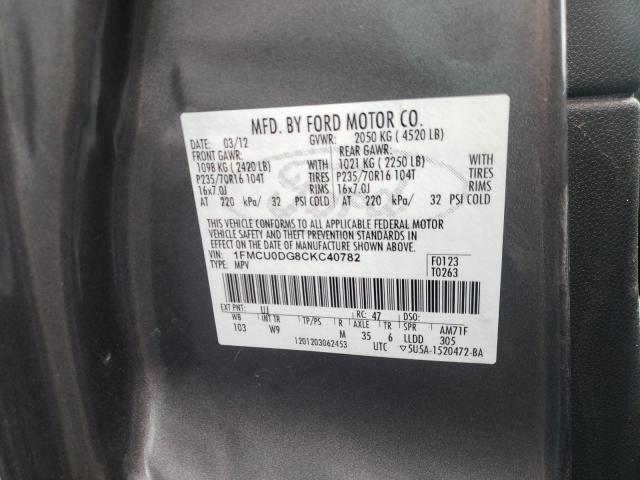 MFD. BY FORD MOTOR CO.
DATE: 03/12 GVWR: 2050 KG ( 4520 LB)
FRONT GAWR: REAR GAWR:
1098 KG ( 2420 LB) WITH 1021 KG ( 2250 LB) WITH
P235/70R16 104T TIRES P235/70R16 104T TIRES
16x7.0J RIMS 16x7.0J RIMS
AT 220 kPa/ 32 PSI COLD AT 220 kPa/ 32 PSI COLD
THIS VEHICLE CONFORMS TO ALL APPLICABLE FEDERAL MOTOR
VEHICLE SAFETY AND THEFT PREVENTION STANDARDS IN
EFFECT ON THE DATE OF MANUFACTURE SHOWN ABOVE.
VIN: 1FMCU0DG8CKC40782 F0123
TYPE: MPV T0263
EXT PNT: UJ RC: 47 DSO:
WB INT TR TP/PS R AXLE TR SPR AM71F
103 W9 M 35 6 LLDD 305
1201203062453 UTC ▽5U5A-1520472-BA